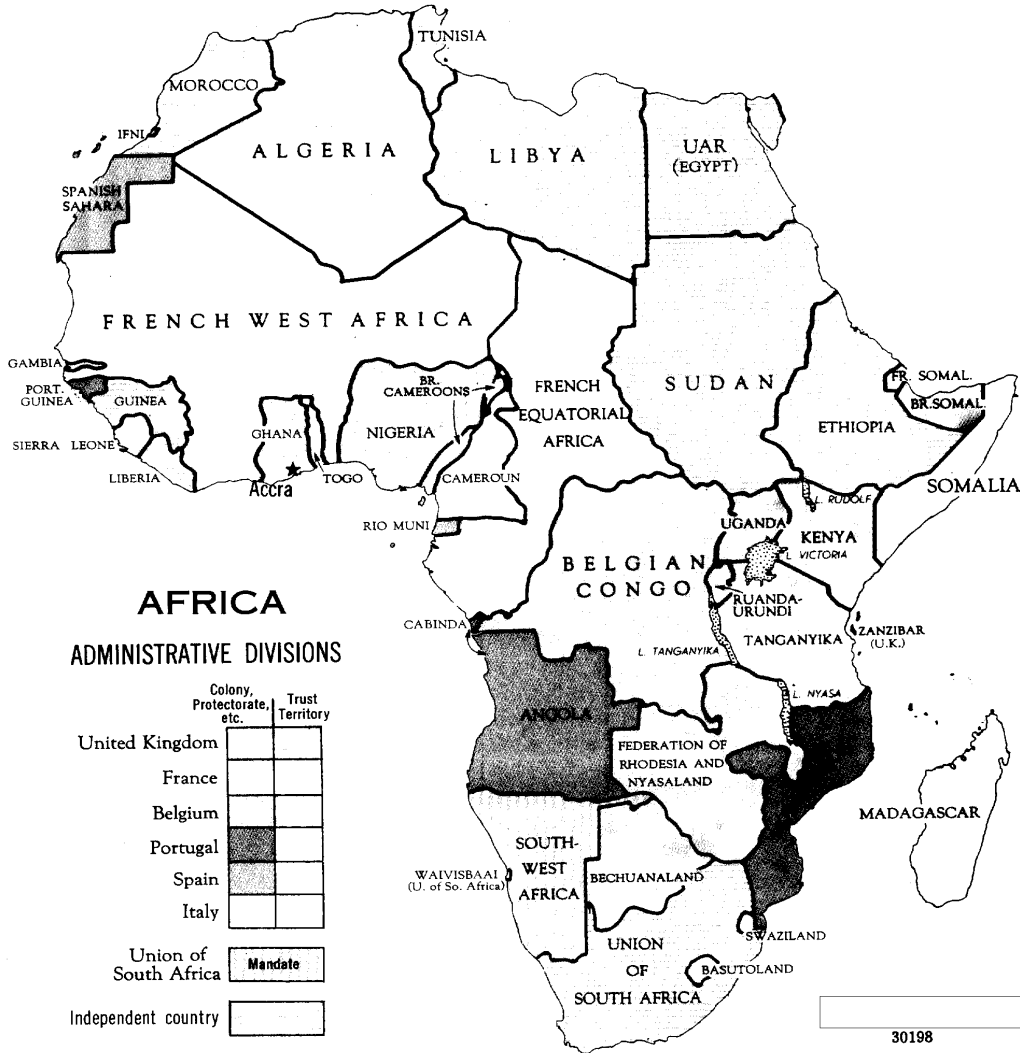 TUNISIA
MOROCCO
IFNI
ALGERIA
LIBYA
UAR
(EGYPT)
SPANISH
SAHARA
FRENCH WEST AFRICA
GAMBIA
PORT.
GUINEA
GUINEA
SIERRA LEONE
LIBERIA
GHANA
Accra
TOGO
NIGERIA
BR.
CAMEROONS
CAMEROUN
RIO MUNI
FRENCH
EQUATORIAL
AFRICA
SUDAN
FR. SOMAL.
BR. SOMAL.
ETHIOPIA
SOMALIA
L. RUDOLF
UGANDA
KENYA
L. VICTORIA
BELGIAN
CONGO
RUANDA-
URUNDI
TANGANYIKA
ZANZIBAR
(U.K.)
CABINDA
L. TANGANYIKA
L. NYASA
ANGOLA
FEDERATION OF
RHODESIA AND
NYASALAND
MADAGASCAR
SOUTH-
WEST
AFRICA
WAIVISBAAI
(U. of So. Africa)
BECHUANALAND
SWAZILAND
UNION
OF
SOUTH AFRICA
BASUTOLAND
AFRICA
ADMINISTRATIVE DIVISIONS
Colony,
Protectorate,
etc.
Trust
Territory
United Kingdom
France
Belgium
Portugal
Spain
Italy
Union of
South Africa
Mandate
Independent country
30198